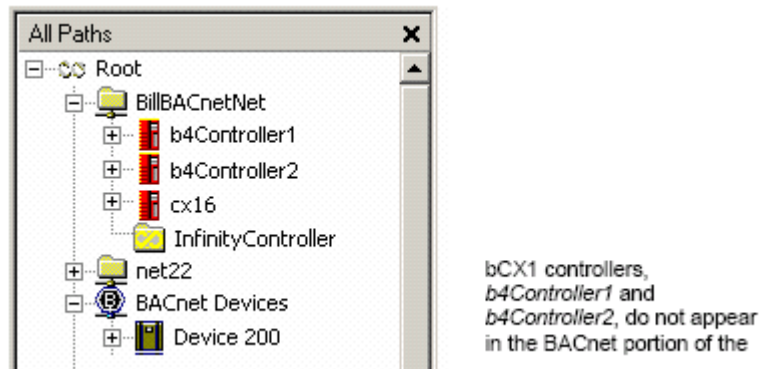 All Paths
Root
BillBACnetNet
b4Controller1
b4Controller2
cx16
InfinityController
net22
BACnet Devices
Device 200
bCX1 controllers,
b4Controller1 and
b4Controller2, do not appear
in the BACnet portion of the